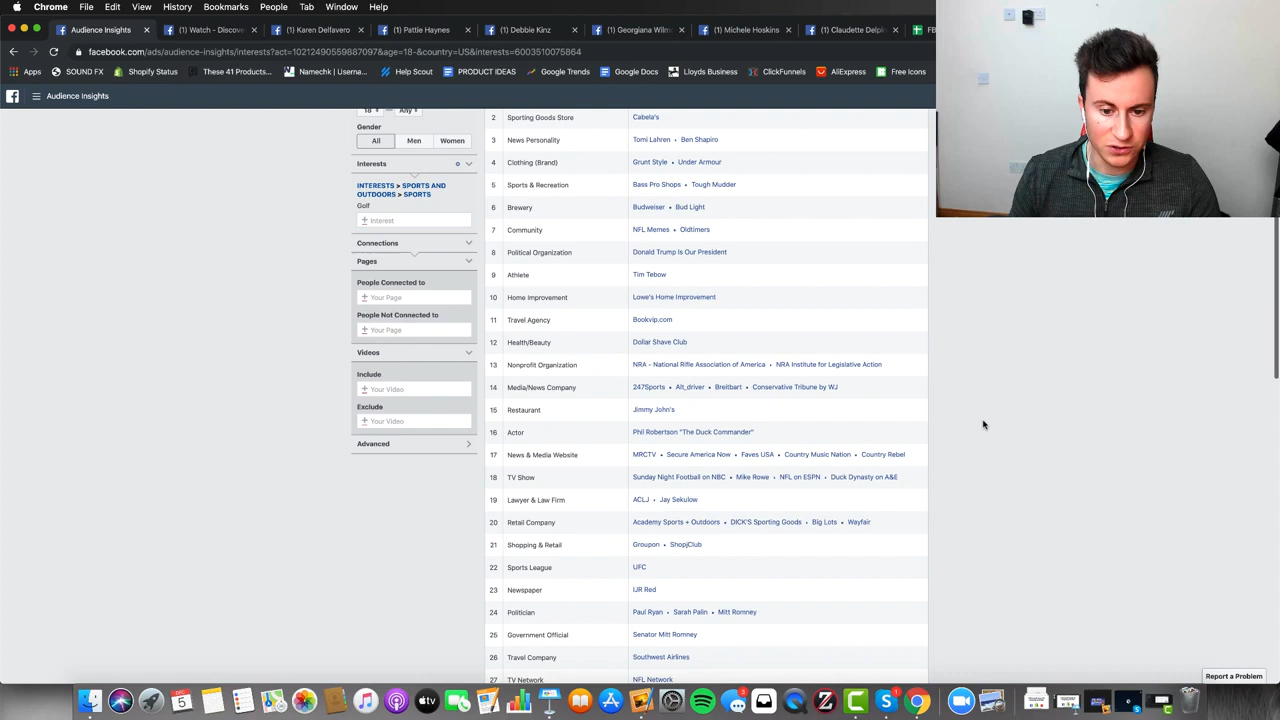 Chrome File Edit View History Bookmarks People Tab Window Help
Audience Insights × (1) Watch - Discove × (1) Karen Delfavero × (1) Pattie Haynes × (1) Debbie Kinz × (1) Georgiana Wilm × (1) Michele Hoskins × (1) Claudette Delpi × FB
facebook.com/ads/audience-insights/interests?act=10212490559887097&age=18-&country=US&interests=6003510075864
Apps SOUND FX Shopify Status These 41 Products... Namechk | Userna... Help Scout PRODUCT IDEAS Google Trends Google Docs Lloyds Business ClickFunnels AliExpress Free Icons
Audience Insights
18 — Any
Gender
All Men Women
Interests
INTERESTS > SPORTS AND
OUTDOORS > SPORTS
Golf
Interest
Connections
Pages
People Connected to
Your Page
People Not Connected to
Your Page
Videos
Include
Your Video
Exclude
Your Video
Advanced
2 Sporting Goods Store Cabela's
3 News Personality Tomi Lahren • Ben Shapiro
4 Clothing (Brand) Grunt Style • Under Armour
5 Sports & Recreation Bass Pro Shops • Tough Mudder
6 Brewery Budweiser • Bud Light
7 Community NFL Memes • Oldtimers
8 Political Organization Donald Trump Is Our President
9 Athlete Tim Tebow
10 Home Improvement Lowe's Home Improvement
11 Travel Agency Bookvip.com
12 Health/Beauty Dollar Shave Club
13 Nonprofit Organization NRA - National Rifle Association of America • NRA Institute for Legislative Action
14 Media/News Company 247Sports • Alt_driver • Breitbart • Conservative Tribune by WJ
15 Restaurant Jimmy John's
16 Actor Phil Robertson "The Duck Commander"
17 News & Media Website MRCTV • Secure America Now • Faves USA • Country Music Nation • Country Rebel
18 TV Show Sunday Night Football on NBC • Mike Rowe • NFL on ESPN • Duck Dynasty on A&E
19 Lawyer & Law Firm ACLJ • Jay Sekulow
20 Retail Company Academy Sports + Outdoors • DICK'S Sporting Goods • Big Lots • Wayfair
21 Shopping & Retail Groupon • ShopjClub
22 Sports League UFC
23 Newspaper IJR Red
24 Politician Paul Ryan • Sarah Palin • Mitt Romney
25 Government Official Senator Mitt Romney
26 Travel Company Southwest Airlines
27 TV Network NFL Network
Report a Problem
DEC 5
3
1